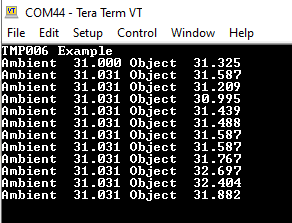 COM44 - Tera Term VT
File Edit Setup Control Window Help
TMP006 Example
Ambient 31.000 Object 31.325
Ambient 31.031 Object 31.587
Ambient 31.031 Object 31.209
Ambient 31.031 Object 30.975
Ambient 31.031 Object 31.439
Ambient 31.031 Object 31.488
Ambient 31.031 Object 31.587
Ambient 31.031 Object 31.587
Ambient 31.031 Object 31.767
Ambient 31.031 Object 32.697
Ambient 31.031 Object 32.404
Ambient 31.031 Object 31.882